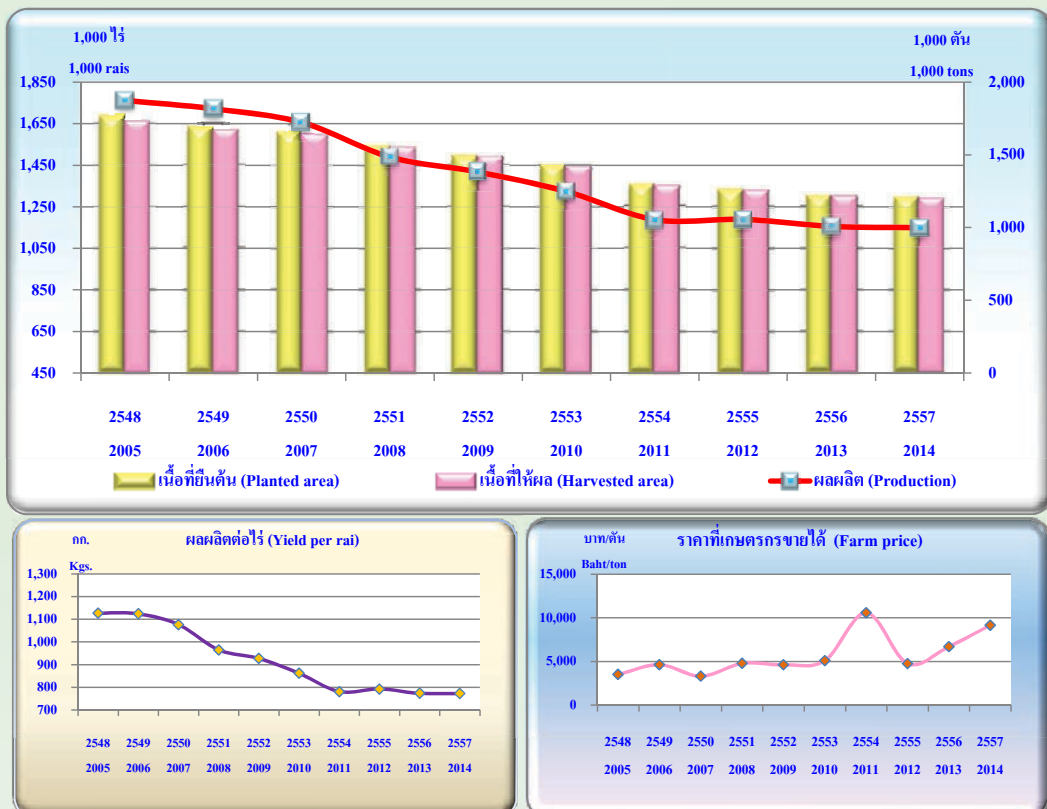 1,000 ไร่
1,000 ตัน
1,000 rais
1,000 tons
1,850
1,650
1,450
1,250
1,050
850
650
450
2,000
1,500
1,000
500
0
2548 2549 2550 2551 2552 2553 2554 2555 2556 2557
2005 2006 2007 2008 2009 2010 2011 2012 2013 2014
เนื้อที่ยืนต้น (Planted area) เนื้อที่ให้ผล (Harvested area) ผลผลิต (Production)
กก. ผลผลิตต่อไร่ (Yield per rai)
Kgs.
1,300
1,200
1,100
1,000
900
800
700
2548 2549 2550 2551 2552 2553 2554 2555 2556 2557
2005 2006 2007 2008 2009 2010 2011 2012 2013 2014
บาท/ตัน ราคาที่เกษตรกรขายได้ (Farm price)
Baht/ton
15,000
10,000
5,000
0
2548 2549 2550 2551 2552 2553 2554 2555 2556 2557
2005 2006 2007 2008 2009 2010 2011 2012 2013 2014